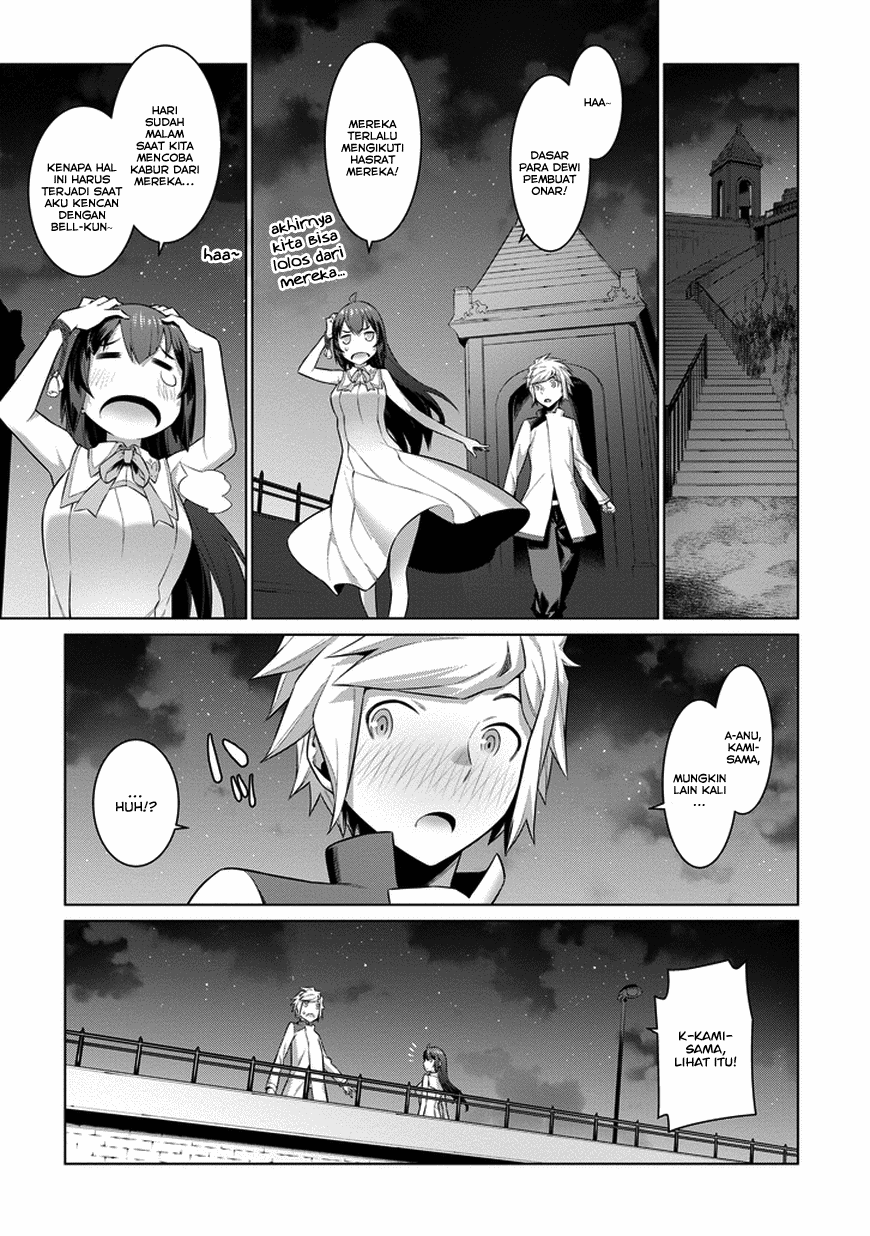 HAA~
DASAR
PARA DEWI
PEMBUAT
ONAR!
MEREKA
TERLALU
MENGIKUTI
HASRAT
MEREKA!
akhirnya
kita bisa
lolos dari
mereka...
HARI
SUDAH
MALAM
SAAT KITA
MENCOBA
KABUR DARI
MEREKA...
KENAPA HAL
INI HARUS
TERJADI SAAT
AKU KENCAN
DENGAN
BELL-KUN~
haa~
A-ANU,
KAMI-
SAMA,
MUNGKIN
LAIN KALI
...
...
HUH!?
K-KAMI-
SAMA,
LIHAT ITU!